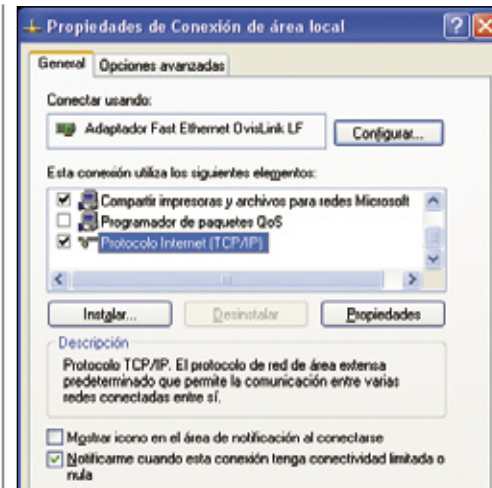 Propiedades de Conexión de área local
General Opciones avanzadas
Conectar usando:
Adaptador Fast Ethernet OvisLink LF Configurar...
Esta conexión utiliza los siguientes elementos:
Compartir impresoras y archivos para redes Microsoft
Programador de paquetes QoS
Protocolo Internet (TCP/IP)
Instalar... Desinstalar Propiedades
Descripción
Protocolo TCP/IP. El protocolo de red de área extensa
predeterminado que permite la comunicación entre varias
redes conectadas entre sí.
Mostrar icono en el área de notificación al conectarse
Notificarme cuando esta conexión tenga conectividad limitada o
nula